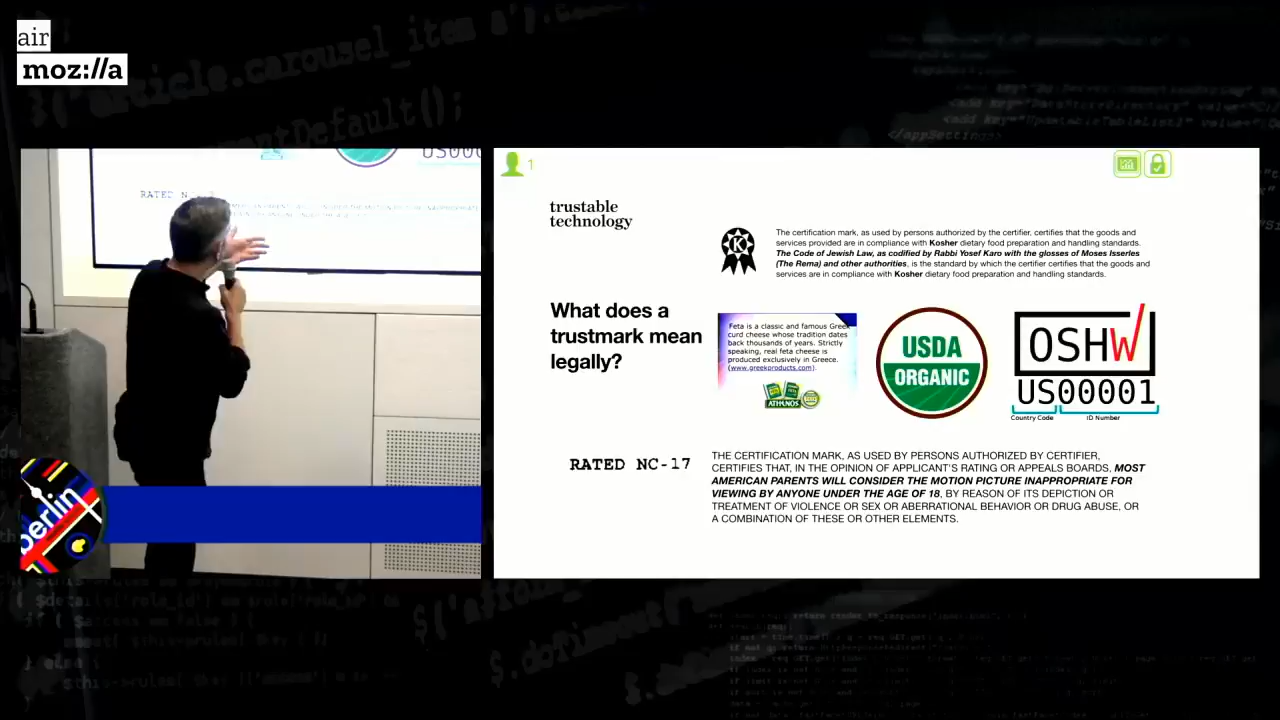 air
moz://a
article.carousel_item
US000
RATED N
berlin
1
trustable
technology
K
The certification mark, as used by persons authorized by the certifier, certifies that the goods and
services provided are in compliance with Kosher dietary food preparation and handling standards.
The Code of Jewish Law, as codified by Rabbi Yosef Karo with the glosses of Moses Isserles
(The Rema) and other authorities, is the standard by which the certifier certifies that the goods and
services are in compliance with Kosher dietary food preparation and handling standards.
What does a
trustmark mean
legally?
Feta is a classic and famous Greek
curd cheese whose tradition dates
back thousands of years. Strictly
speaking, real feta cheese is
produced exclusively in Greece.
(www.greekproducts.com).
ATHINOS
USDA
ORGANIC
OSHW
US00001
Country Code
ID Number
RATED NC-17
THE CERTIFICATION MARK, AS USED BY PERSONS AUTHORIZED BY CERTIFIER,
CERTIFIES THAT, IN THE OPINION OF APPLICANT'S RATING OR APPEALS BOARDS, MOST
AMERICAN PARENTS WILL CONSIDER THE MOTION PICTURE INAPPROPRIATE FOR
VIEWING BY ANYONE UNDER THE AGE OF 18, BY REASON OF ITS DEPICTION OR
TREATMENT OF VIOLENCE OR SEX OR ABERRATIONAL BEHAVIOR OR DRUG ABUSE, OR
A COMBINATION OF THESE OR OTHER ELEMENTS.